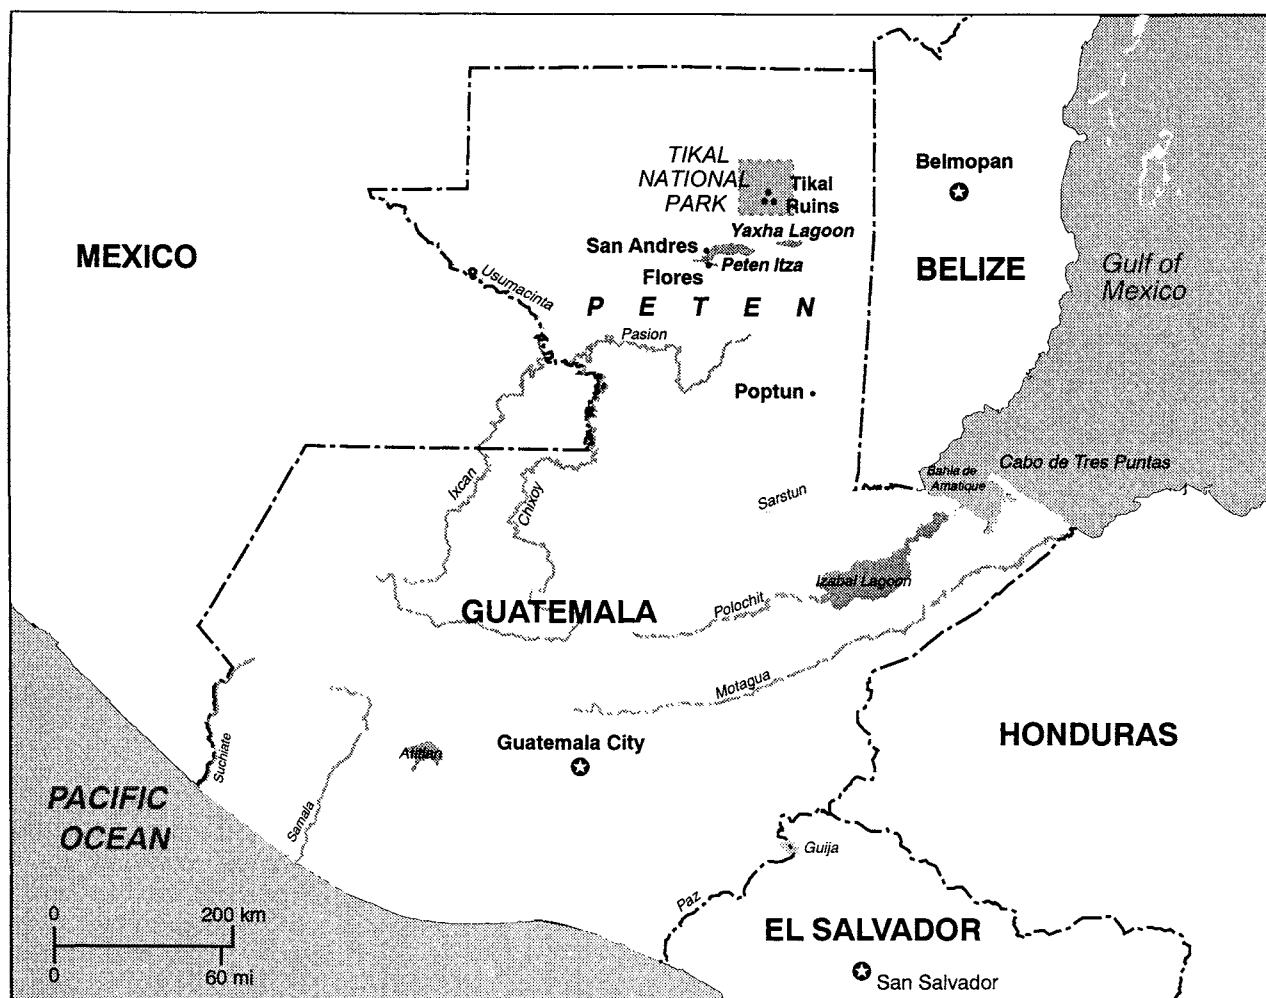 TIKAL
NATIONAL
PARK
Belmopan
Tikal
Ruins
Yaxha Lagoon
San Andres
MEXICO
Usumacinta
Flores
Peten Itza
BELIZE
Gulf of
Mexico
P E T E N
Pasion
Poptun
Ixcan
Chixoy
Sarstun
Bahia de
Amatique
Cabo de Tres Puntas
Izabal Lagoon
GUATEMALA
Polochit
Motagua
Suchiate
Atitlan
Guatemala City
HONDURAS
PACIFIC
OCEAN
Samala
Guija
Paz
0 200 km
0 60 mi
EL SALVADOR
San Salvador